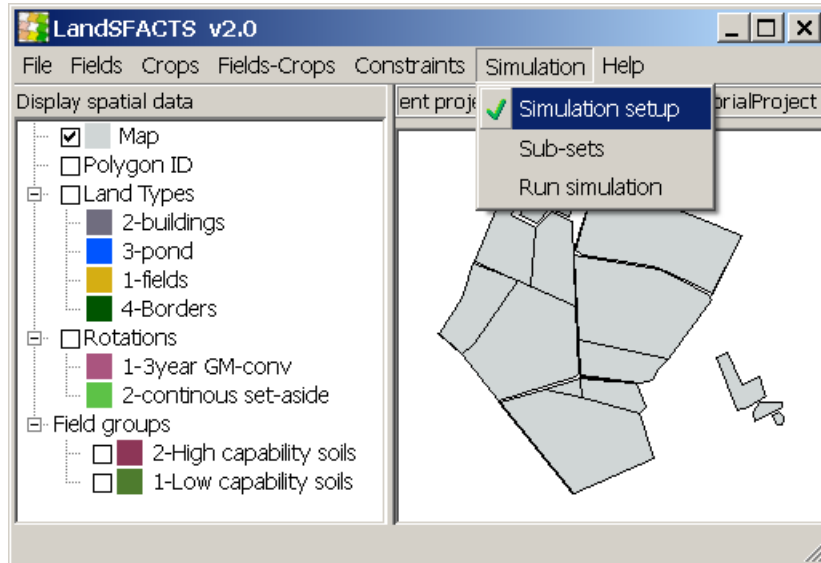 LandSFACTS v2.0
File Fields Crops Fields-Crops Constraints Simulation Help
Display spatial data
ent proje
orialProject
Simulation setup
Sub-sets
Run simulation
Map
Polygon ID
Land Types
2-buildings
3-pond
1-fields
4-Borders
Rotations
1-3year GM-conv
2-continous set-aside
Field groups
2-High capability soils
1-Low capability soils